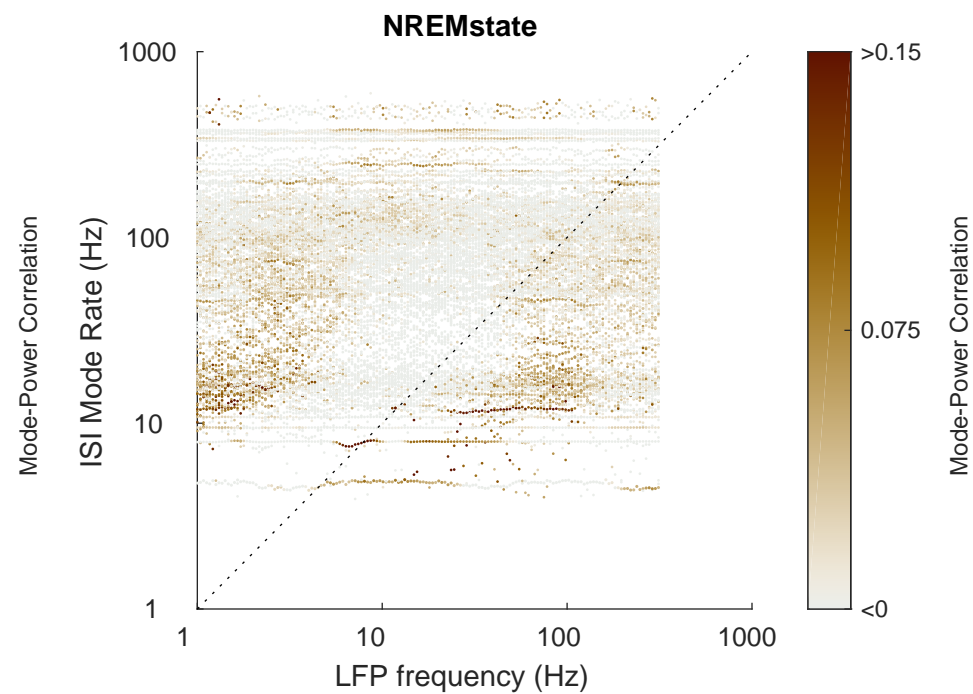 NREMstate
1000
100
10
1
ISI Mode Rate (Hz)
Mode-Power Correlation
1
10
100
1000
LFP frequency (Hz)
>0.15
0.075
<0
Mode-Power Correlation